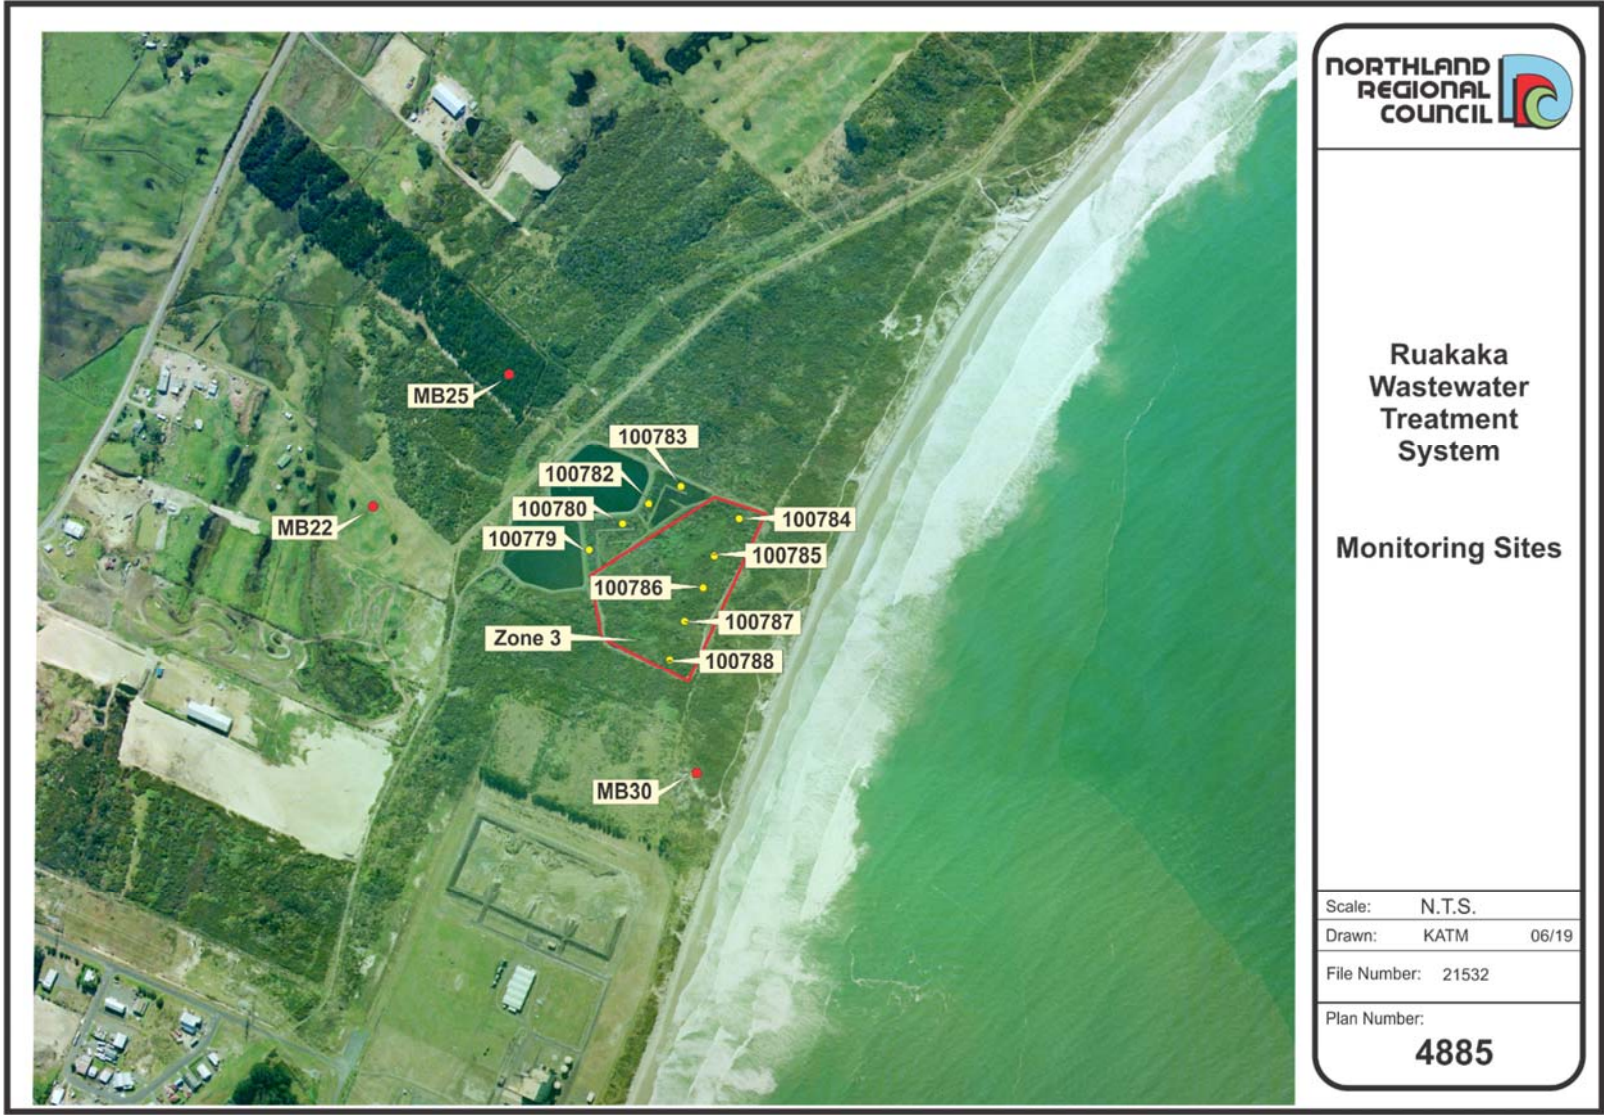 MB25
100783
100782
100780
100779
MB22
100784
100785
100786
100787
Zone 3
100788
MB30
NORTHLAND
REGIONAL
COUNCIL
Ruakaka
Wastewater
Treatment
System
Monitoring Sites
Scale: N.T.S.
Drawn: KATM 06/19
File Number: 21532
Plan Number:
4885